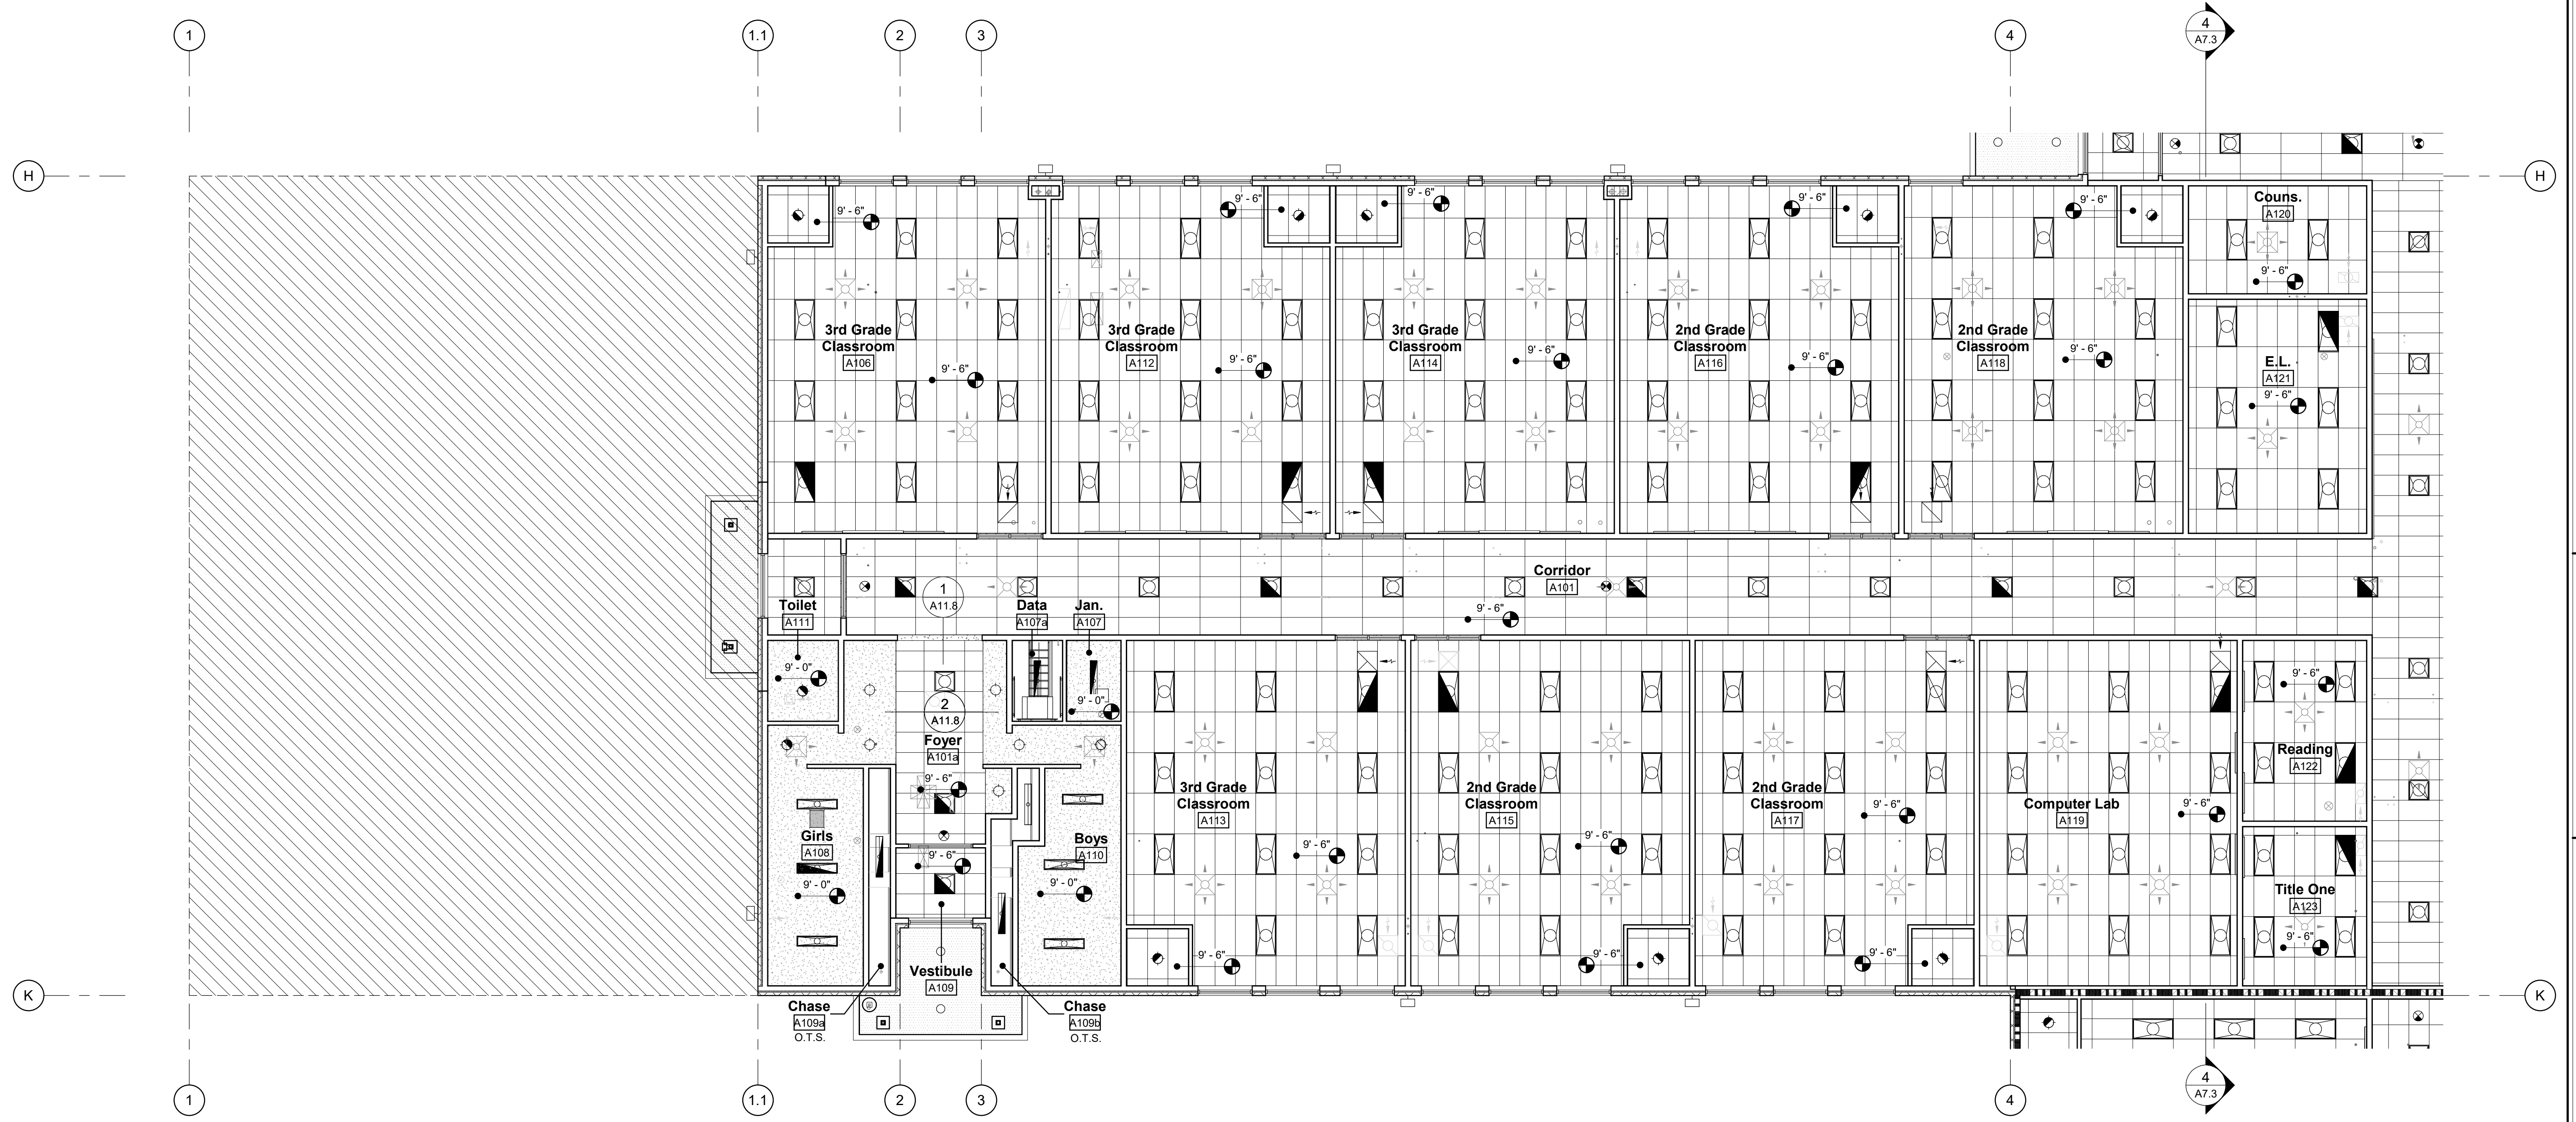 1
1.1
2
3
4
4
A7.3
H
H
9' - 6"
9' - 6"
9' - 6"
9' - 6"
9' - 6"
Couns.
A120
9' - 6"
3rd Grade
Classroom
A106
9' - 6"
3rd Grade
Classroom
A112
9' - 6"
3rd Grade
Classroom
A114
9' - 6"
2nd Grade
Classroom
A116
9' - 6"
2nd Grade
Classroom
A118
9' - 6"
E.L.
A121
9' - 6"
Corridor
A101
9' - 6"
1
A11.8
Toilet
A111
9' - 0"
Data
A107a
Jan.
A107
9' - 0"
2
A11.8
Foyer
A101a
9' - 6"
9' - 6"
Girls
A108
9' - 0"
Boys
A110
9' - 0"
3rd Grade
Classroom
A113
9' - 6"
9' - 6"
2nd Grade
Classroom
A115
9' - 6"
9' - 6"
2nd Grade
Classroom
A117
9' - 6"
9' - 6"
Computer Lab
A119
9' - 6"
9' - 6"
Reading
A122
Title One
A123
9' - 6"
Vestibule
A109
Chase
A109a
O.T.S.
Chase
A109b
O.T.S.
K
K
1
1.1
2
3
4
4
A7.3